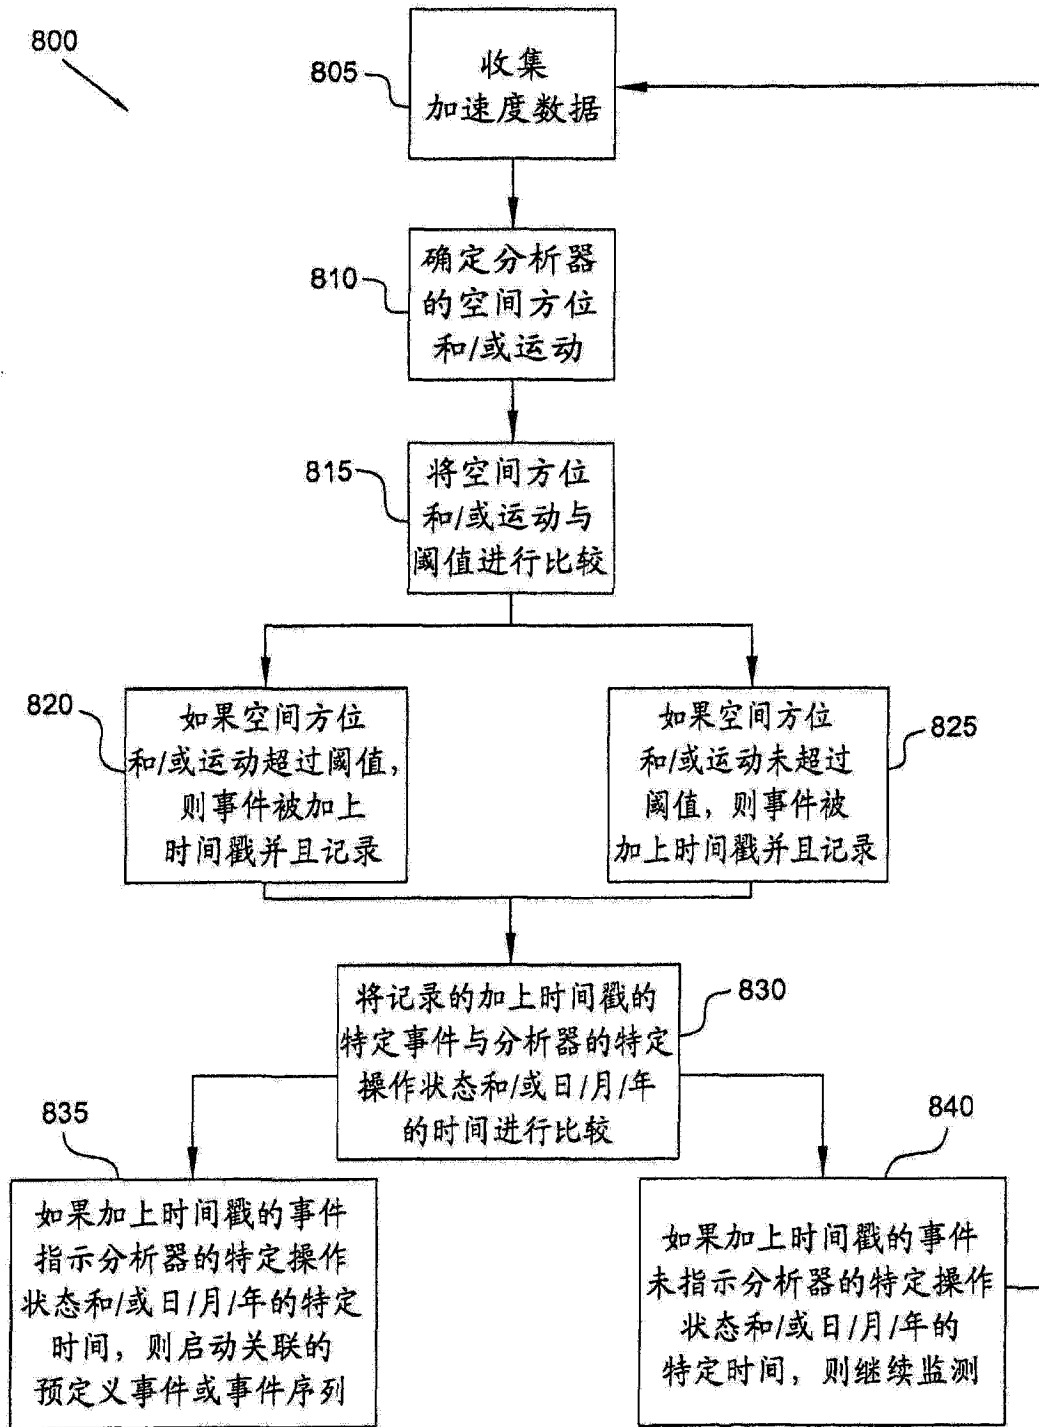 800
805
收集
加速度数据
810
确定分析器
的空间方位
和/或运动
815
将空间方位
和/或运动与
阈值进行比较
820
如果空间方位
和/或运动超过阈值，
则事件被加上
时间戳并且记录
825
如果空间方位
和/或运动未超过
阈值，则事件被
加上时间戳并且记录
830
将记录的加上时间戳的
特定事件与分析器的特定
操作状态和/或日/月/年
的时间进行比较
835
如果加上时间戳的事件
指示分析器的特定操作
状态和/或日/月/年的特定
时间，则启动关联的
预定义事件或事件序列
840
如果加上时间戳的事件
未指示分析器的特定操作
状态和/或日/月/年的
特定时间，则继续监测